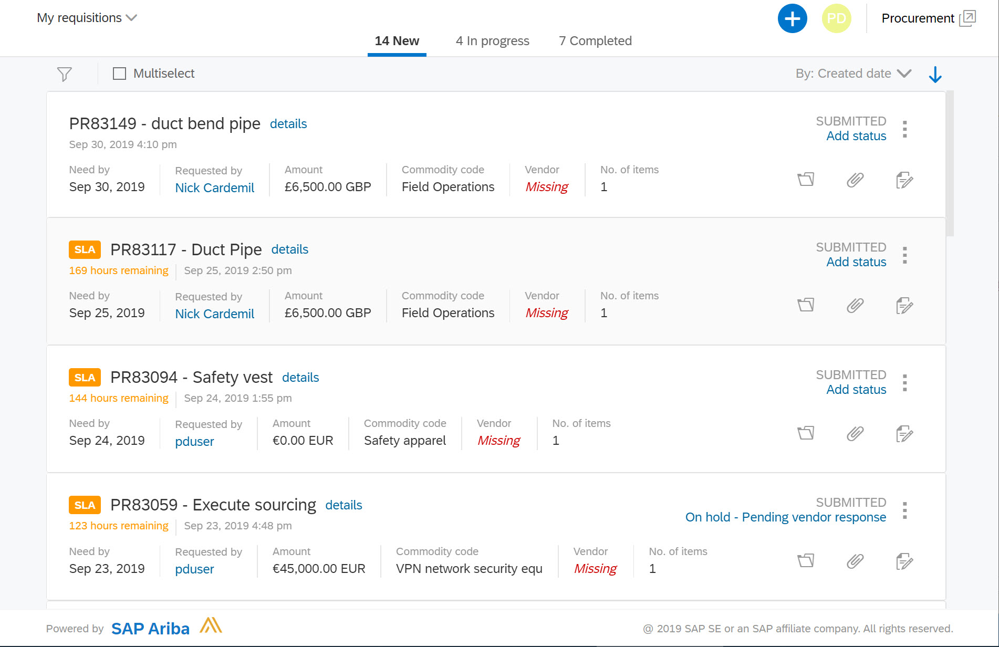 My requisitions
PD
Procurement
14 New
4 In progress
7 Completed
Multiselect
By: Created date
PR83149 - duct bend pipe details
SUBMITTED
Add status
Sep 30, 2019 4:10 pm
Need by
Requested by
Amount
Commodity code
Vendor
No. of items
Sep 30, 2019
Nick Cardemil
£6,500.00 GBP
Field Operations
Missing
1
SLA PR83117 - Duct Pipe details
SUBMITTED
Add status
169 hours remaining
Sep 25, 2019 2:50 pm
Need by
Requested by
Amount
Commodity code
Vendor
No. of items
Sep 25, 2019
Nick Cardemil
£6,500.00 GBP
Field Operations
Missing
1
SLA PR83094 - Safety vest details
SUBMITTED
Add status
144 hours remaining
Sep 24, 2019 1:55 pm
Need by
Requested by
Amount
Commodity code
Vendor
No. of items
Sep 24, 2019
pduser
€0.00 EUR
Safety apparel
Missing
1
SLA PR83059 - Execute sourcing details
SUBMITTED
On hold - Pending vendor response
123 hours remaining
Sep 23, 2019 4:48 pm
Need by
Requested by
Amount
Commodity code
Vendor
No. of items
Sep 23, 2019
pduser
€45,000.00 EUR
VPN network security equ
Missing
1
Powered by SAP Ariba
@ 2019 SAP SE or an SAP affiliate company. All rights reserved.